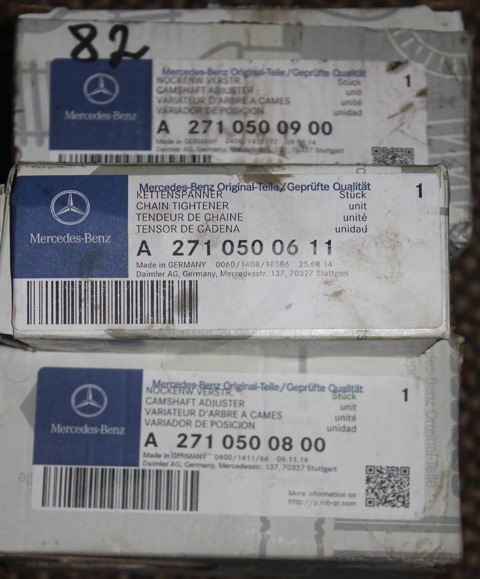 82
Mercedes-Benz
Mercedes-Benz Original-Teile/Geprüfte Qualität
NOCKENW.VERSTR. Stück 1
CAMSHAFT ADJUSTER unit
VARIATEUR D'ARBRE A CAMES unité
VARIADOR DE POSICION unidad
A 271 050 09 00
Made in GERMANY
Daimler AG, Germany, Mercedesstr. 137, 70327 Stuttgart
Mercedes-Benz
Mercedes-Benz Original-Teile/Geprüfte Qualität
KETTENSPANNER Stück 1
CHAIN TIGHTENER unit
TENDEUR DE CHAINE unité
TENSOR DE CADENA unidad
A 271 050 06 11
Made in GERMANY 0060/1408/18586 25.08.14
Daimler AG, Germany, Mercedesstr. 137, 70327 Stuttgart
Mercedes-Benz
Mercedes-Benz Original-Teile/Geprüfte Qualität
NOCKENW.VERSTR. Stück 1
CAMSHAFT ADJUSTER unit
VARIATEUR D'ARBRE A CAMES unité
VARIADOR DE POSICION unidad
A 271 050 08 00
Made in GERMANY 0400/1411/66 06.11.14
Daimler AG, Germany, Mercedesstr. 137, 70327 Stuttgart
More information on
http://p.mb-qr.com